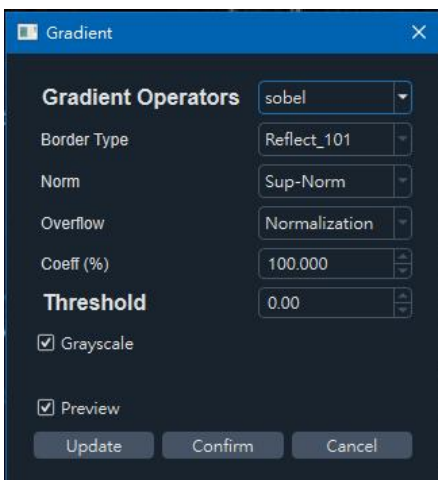 Gradient
Gradient Operators sobel
Border Type Reflect_101
Norm Sup-Norm
Overflow Normalization
Coeff (%) 100.000
Threshold 0.00
Grayscale
Preview
Update Confirm Cancel